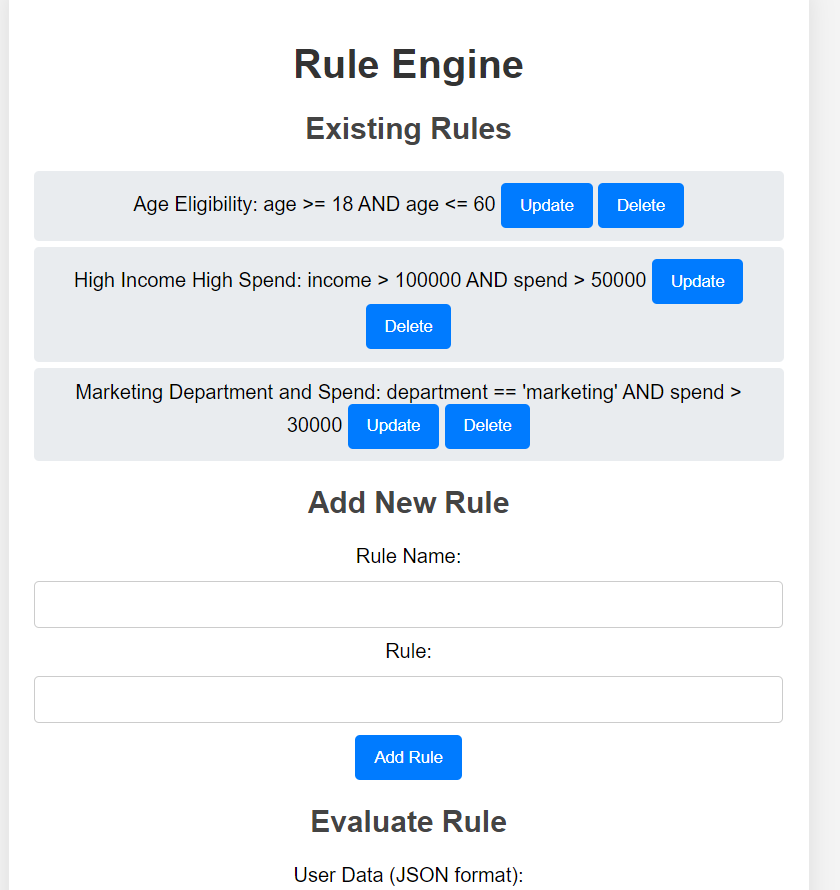 Rule Engine
Existing Rules
Age Eligibility: age >= 18 AND age <= 60 Update Delete
High Income High Spend: income > 100000 AND spend > 50000 Update
Delete
Marketing Department and Spend: department == 'marketing' AND spend >
30000 Update Delete
Add New Rule
Rule Name:
Rule:
Add Rule
Evaluate Rule
User Data (JSON format):